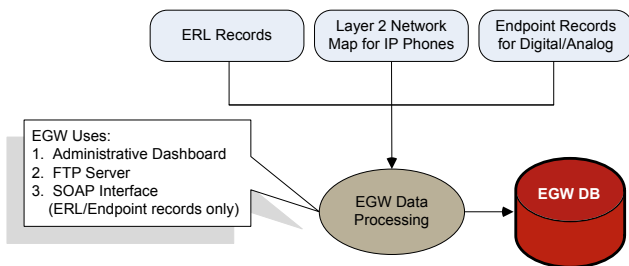 ERL Records
Layer 2 Network
Map for IP Phones
Endpoint Records
for Digital/Analog
EGW Uses:
1. Administrative Dashboard
2. FTP Server
3. SOAP Interface
(ERL/Endpoint records only)
EGW Data
Processing
EGW DB